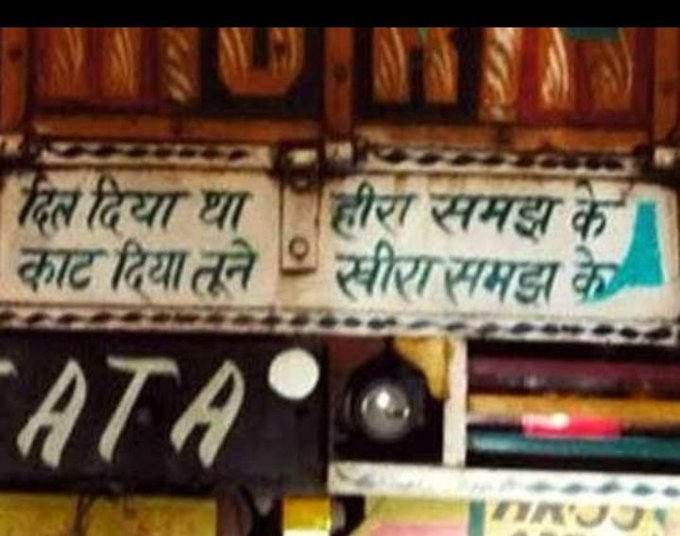 दिल दिया था हीरा समझ के
काट दिया तूने खीरा समझ के
TATA